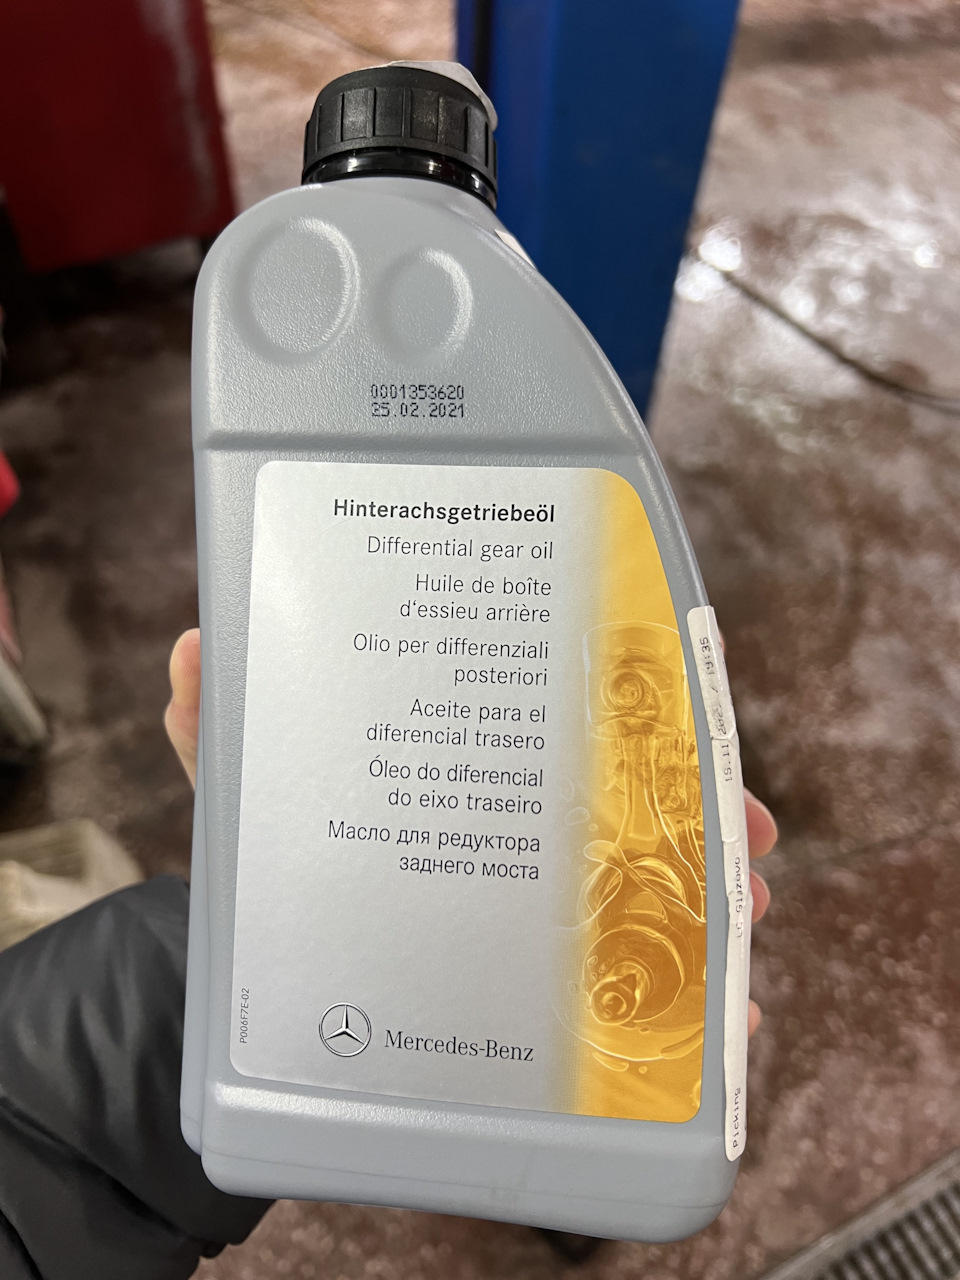 0001353620
25.02.2021
Hinterachsgetriebeöl
Differential gear oil
Huile de boîte
d'essieu arrière
Olio per differenziali
posteriori
Aceite para el
diferencial trasero
Óleo do diferencial
do eixo traseiro
Масло для редуктора
заднего моста
P006F7E-02
Mercedes-Benz
Picking